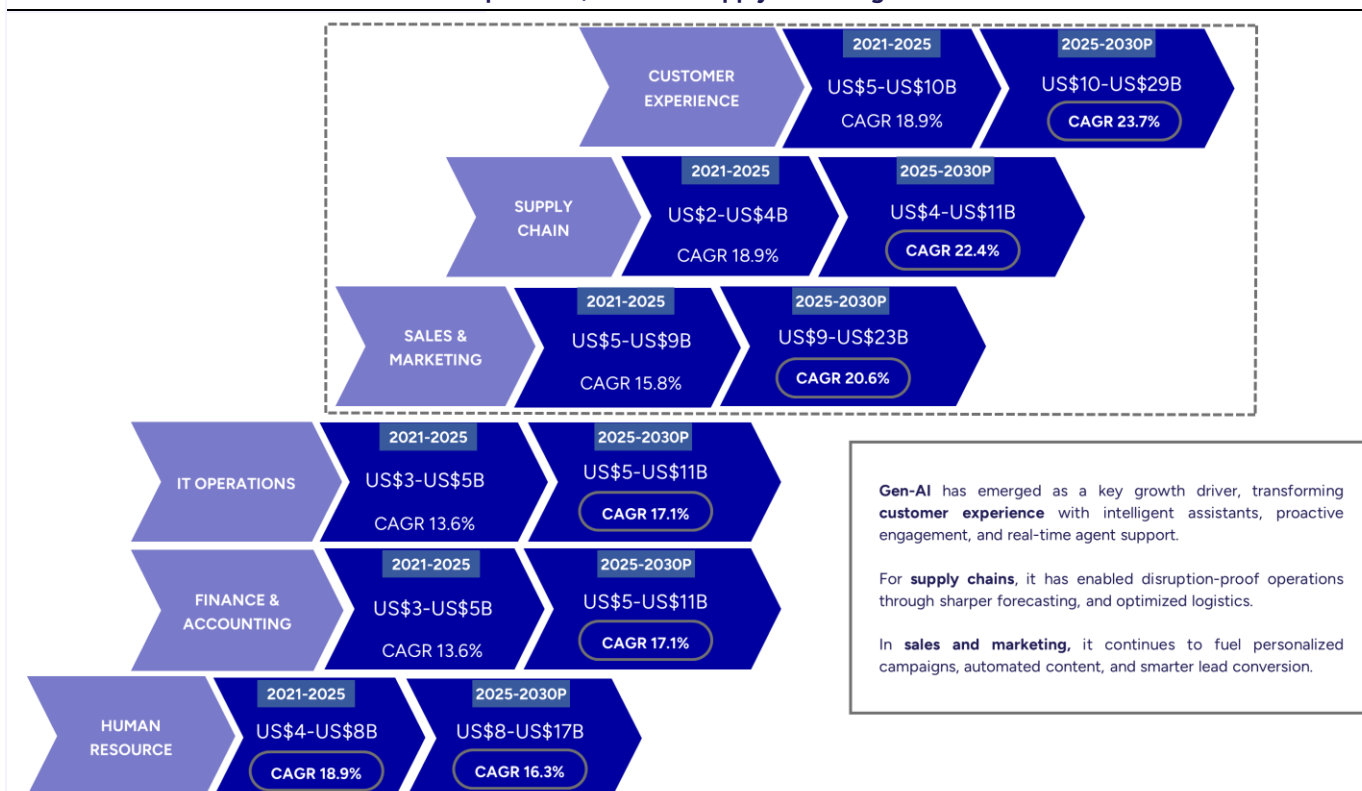 CUSTOMER
EXPERIENCE
2021-2025
US$5-US$10B
CAGR 18.9%
2025-2030P
US$10-US$29B
CAGR 23.7%
SUPPLY
CHAIN
2021-2025
US$2-US$4B
CAGR 18.9%
2025-2030P
US$4-US$11B
CAGR 22.4%
SALES &
MARKETING
2021-2025
US$5-US$9B
CAGR 15.8%
2025-2030P
US$9-US$23B
CAGR 20.6%
IT OPERATIONS
2021-2025
US$3-US$5B
CAGR 13.6%
2025-2030P
US$5-US$11B
CAGR 17.1%
FINANCE &
ACCOUNTING
2021-2025
US$3-US$5B
CAGR 13.6%
2025-2030P
US$5-US$11B
CAGR 17.1%
HUMAN
RESOURCE
2021-2025
US$4-US$8B
CAGR 18.9%
2025-2030P
US$8-US$17B
CAGR 16.3%
Gen-AI has emerged as a key growth driver, transforming
customer experience with intelligent assistants, proactive
engagement, and real-time agent support.
For supply chains, it has enabled disruption-proof operations
through sharper forecasting, and optimized logistics.
In sales and marketing, it continues to fuel personalized
campaigns, automated content, and smarter lead conversion.